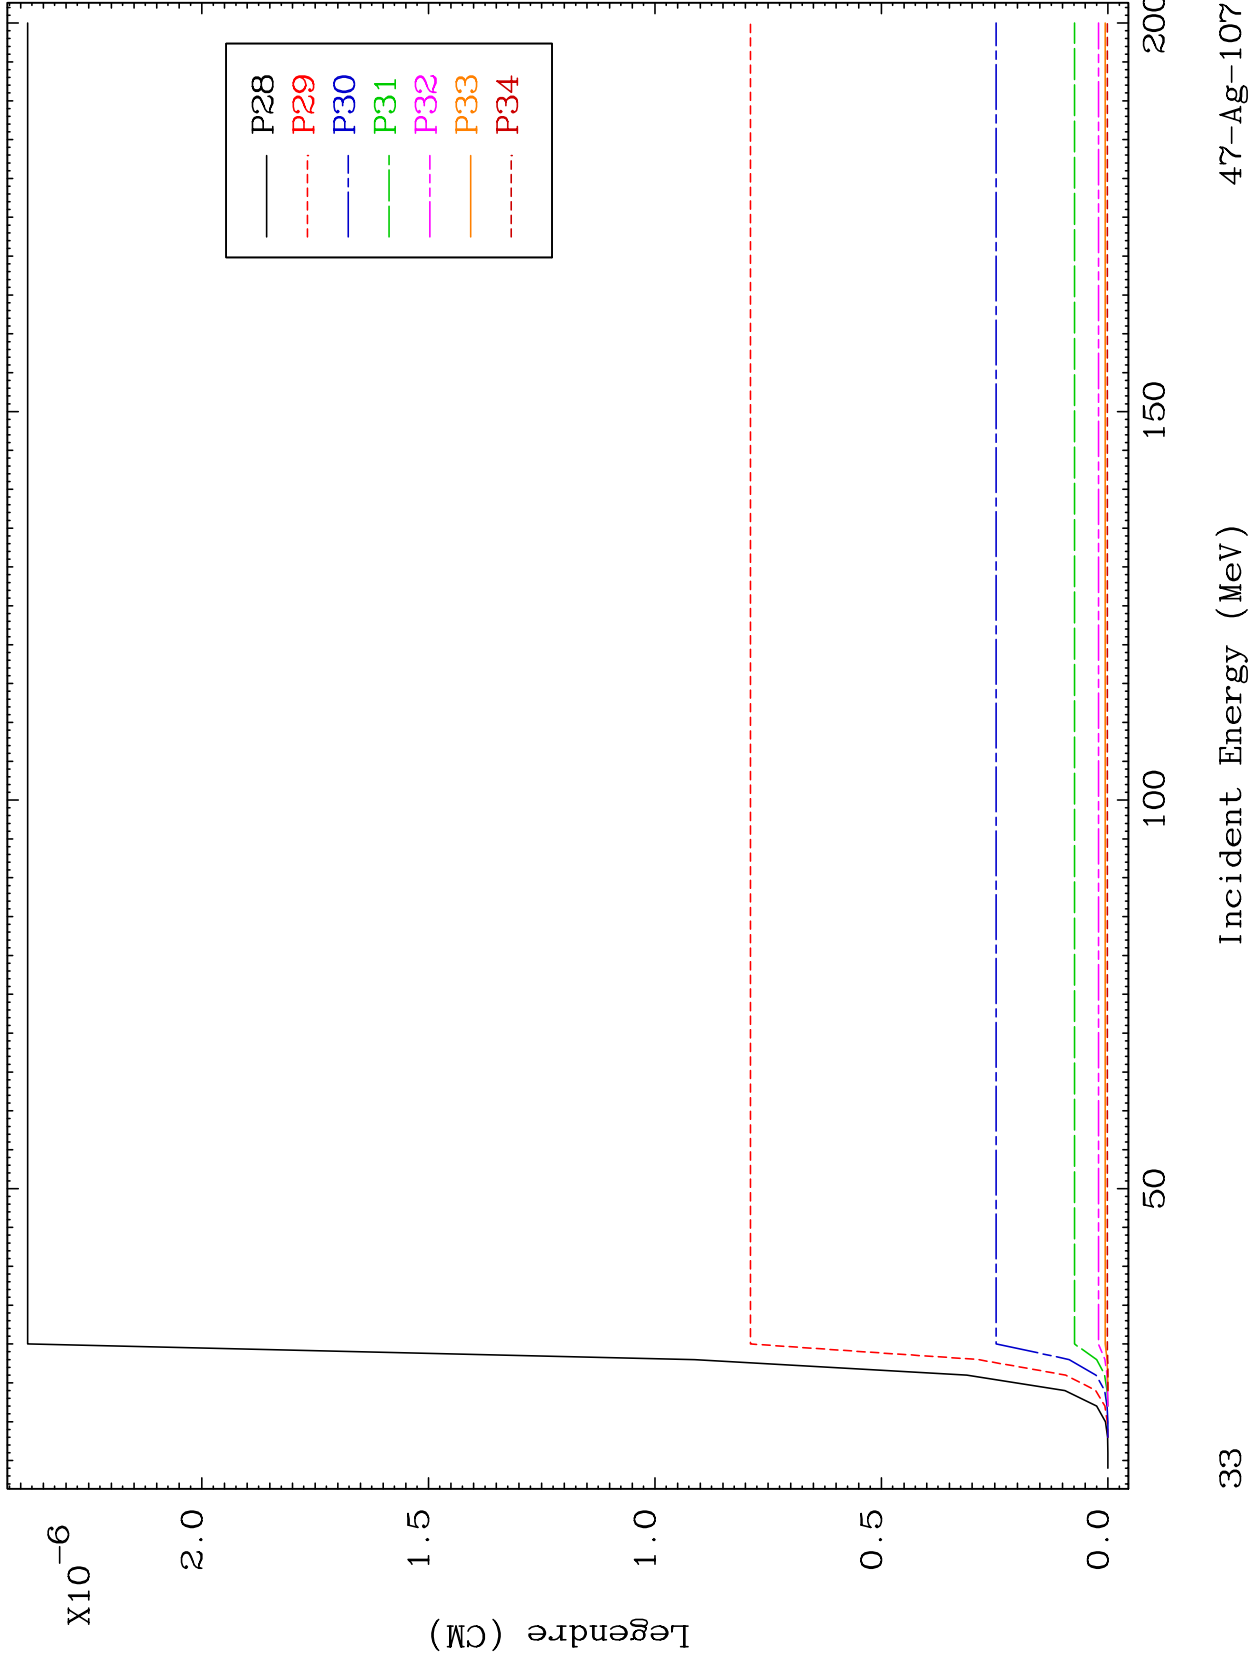 X10-6
2.0
1.5
1.0
0.5
0.0
Legendre (CM)
P28
P29
P30
P31
P32
P33
P34
50
100
150
200
Incident Energy (MeV)
33
47-Ag-107